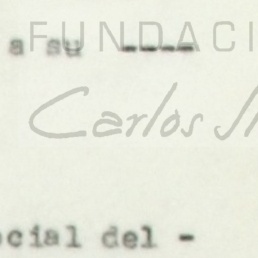 FUNDACI
a su ----
Carlos
ocial del -